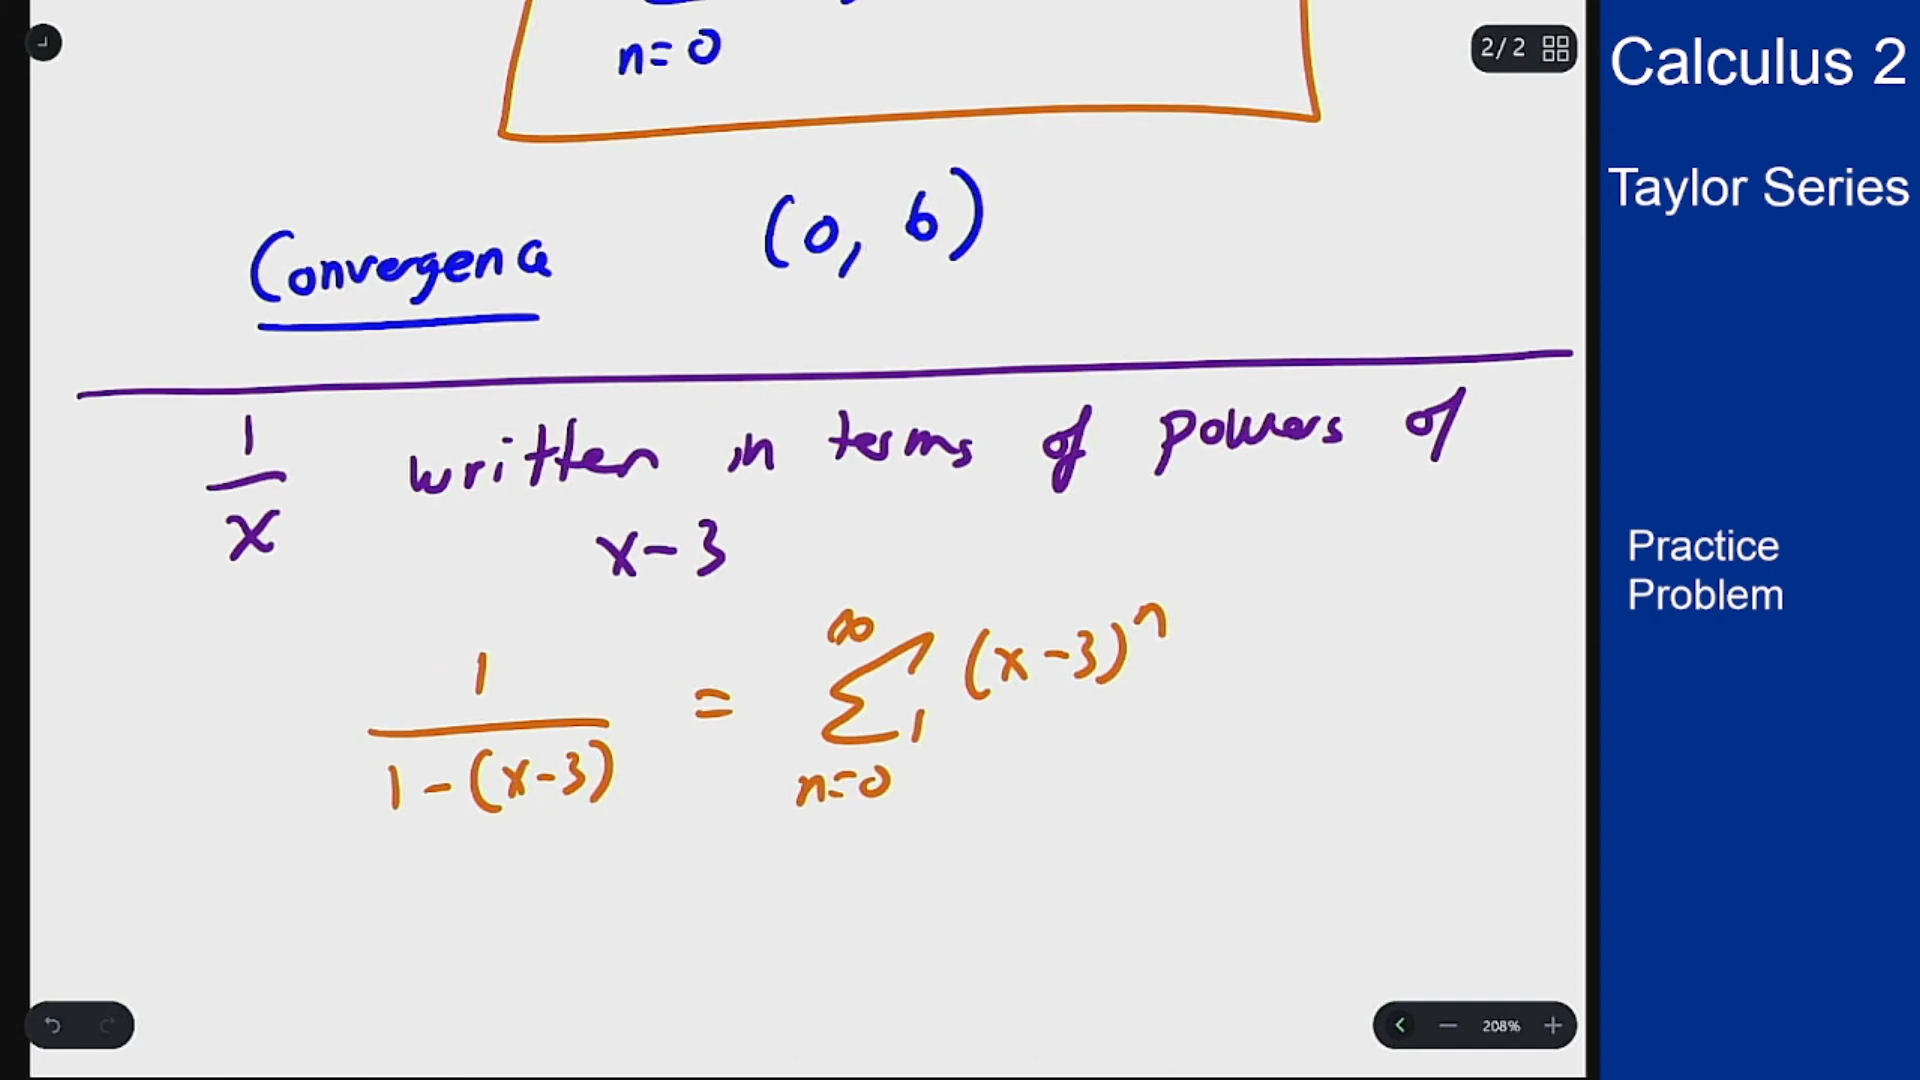 n=0
2/2
Calculus 2
Taylor Series
Convergence (0, 6)
1/x written in terms of powers of
x-3
1/(1-(x-3)) = ∞∑n=0 (x-3)^n
Practice
Problem
208%